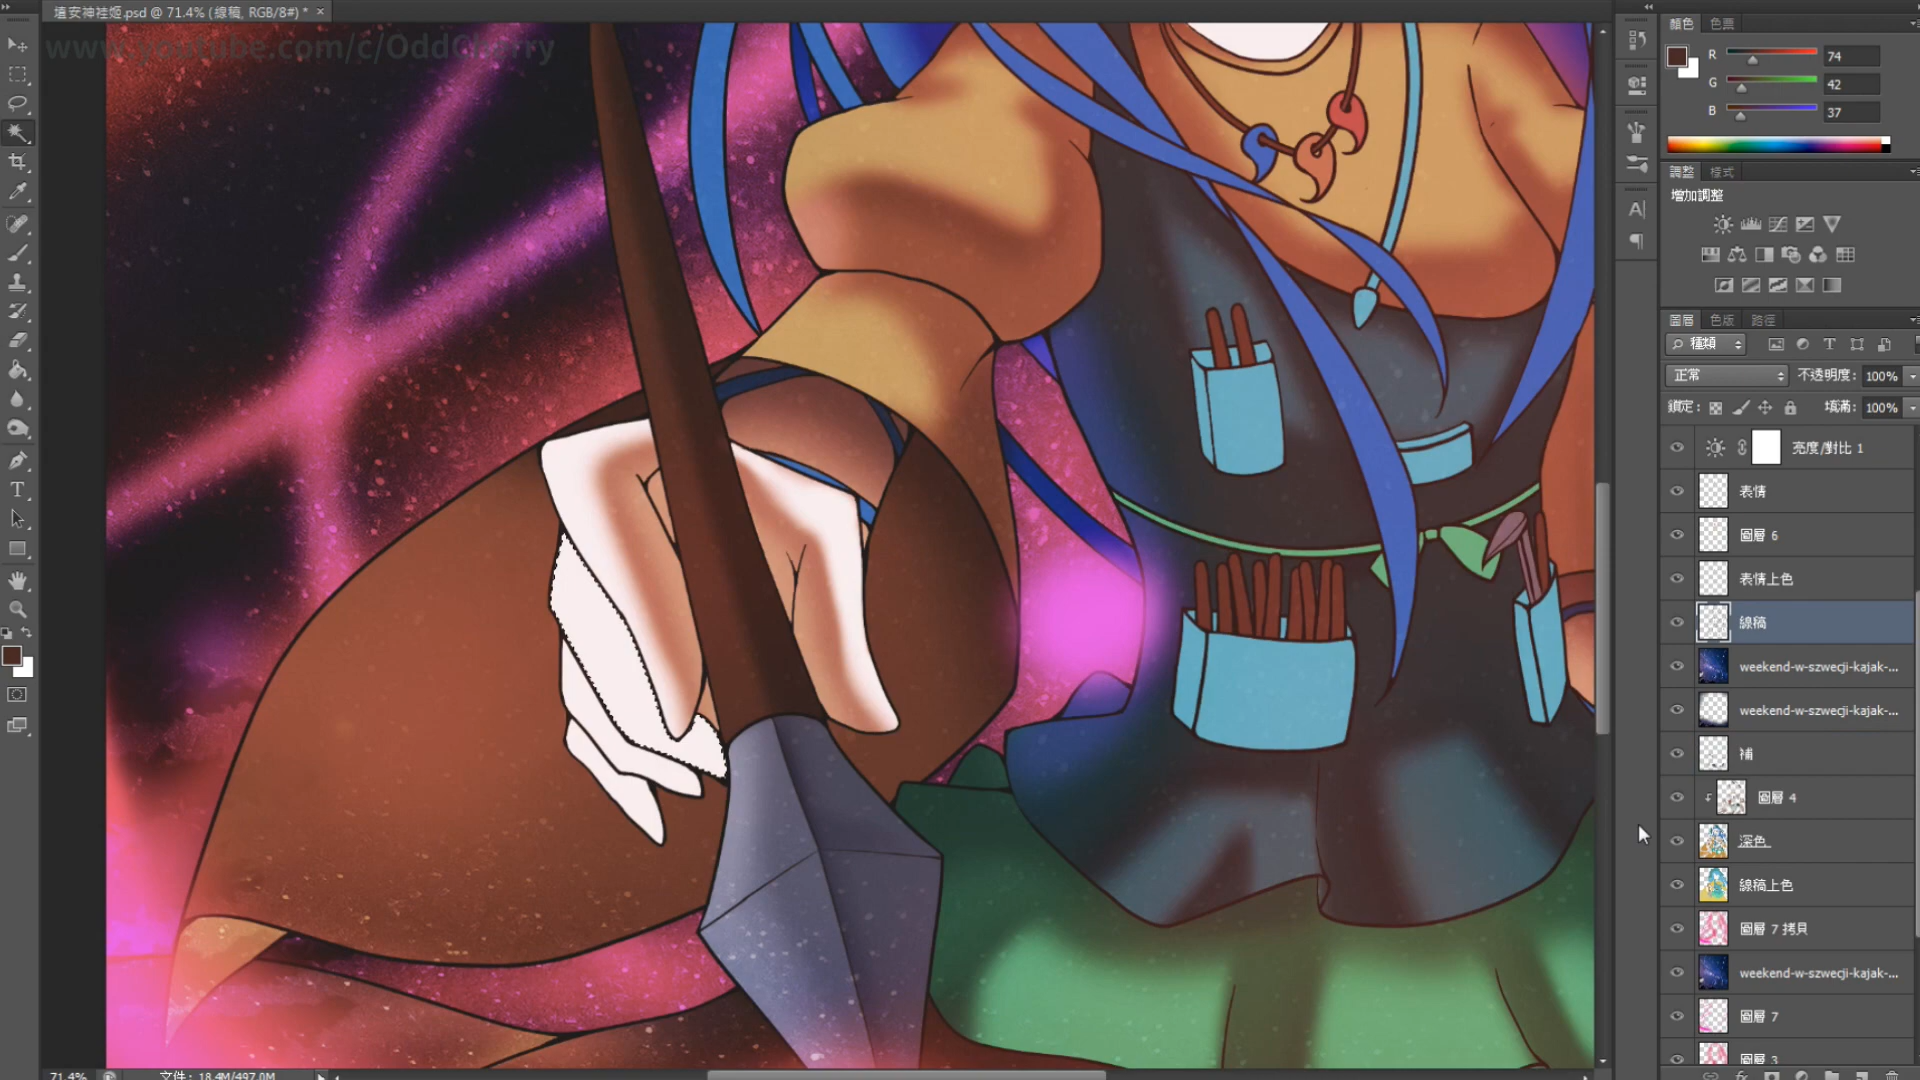 埴安神袿姬.psd @ 71.4% (線稿, RGB/8#) * ×
www.youtube.com/c/OddCherry
顏色 色票
R 74
G 42
B 37
調整 樣式
增加調整
圖層 色版 路徑
種類
正常 不透明度: 100%
鎖定: 填滿: 100%
亮度/對比 1
表情
圖層 6
表情上色
線稿
weekend-w-szwecji-kajak-...
weekend-w-szwecji-kajak-...
補
圖層 4
深色
線稿上色
圖層 7 拷貝
weekend-w-szwecji-kajak-...
圖層 7
圖層 3
71.4% 文件: 18.4M/497.0M